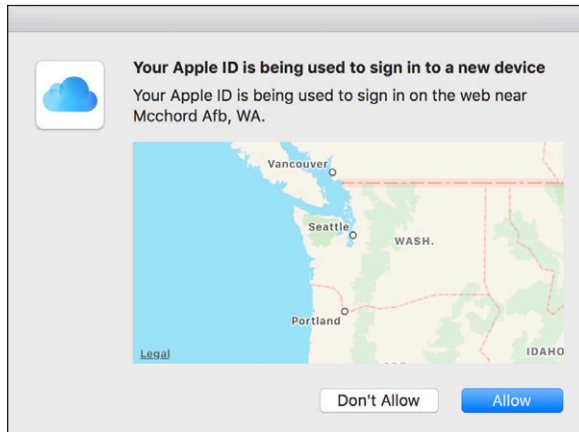 Your Apple ID is being used to sign in to a new device
Your Apple ID is being used to sign in on the web near
Mcchord Afb, WA.
Vancouver
Seattle
WASH.
Portland
Legal
IDAHO
Don't Allow
Allow